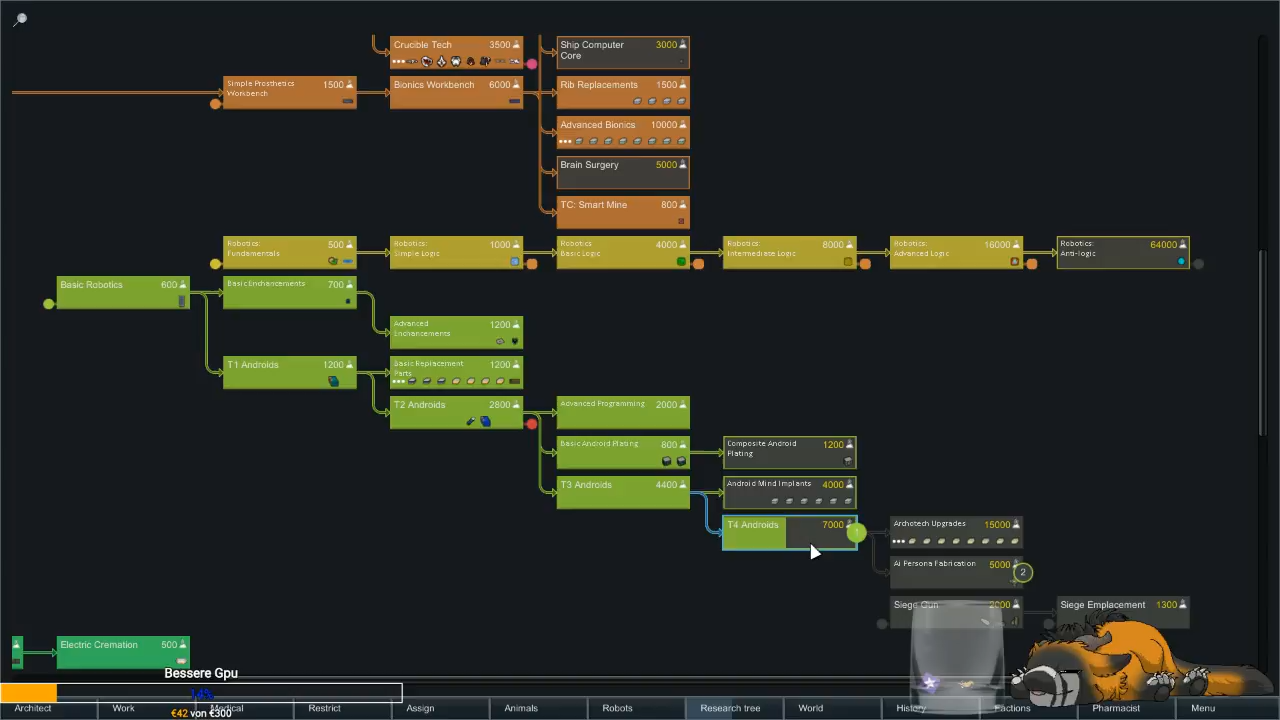 Crucible Tech 3500
Ship Computer Core 3000
Simple Prosthetics Workbench 1500
Bionics Workbench 6000
Rib Replacements 1500
Advanced Bionics 10000
Brain Surgery 5000
TC: Smart Mine 800
Robotics: Fundamentals 500
Robotics: Simple Logic 1000
Robotics Basic Logic 4000
Robotics: Intermediate Logic 8000
Robotics: Advanced Logic 16000
Robotics: Anti-logic 64000
Basic Robotics 600
Basic Enchancements 700
Advanced Enchancements 1200
T1 Androids 1200
Basic Replacement Parts 1200
T2 Androids 2800
Advanced Programming 2000
Basic Android Plating 800
Composite Android Plating 1200
T3 Androids 4400
Android Mind Implants 4000
T4 Androids 7000
Archotech Upgrades 15000
Ai Persona Fabrication 5000
2
Siege Gun 2000
Siege Emplacement 1300
Electric Cremation 500
Bessere Gpu
14%
€42 von €300
Architect
Work
Medical
Restrict
Assign
Animals
Robots
Research tree
World
History
Factions
Pharmacist
Menu